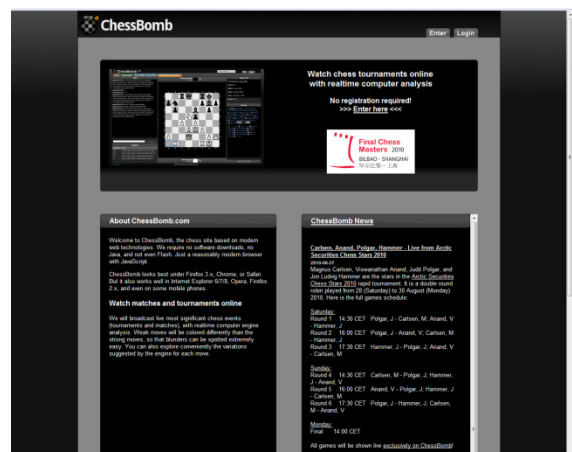 ChessBomb
Enter Login
Watch chess tournaments online
with realtime computer analysis
No registration required!
>>> Enter here <<<
Final Chess
Masters 2010
BILBAO - SHANGHAI
About ChessBomb.com
Welcome to ChessBomb, the chess site based on modern
web technologies. We require no software downloads, no
Java, and not even Flash. Just a reasonably modern browser
with JavaScript.
ChessBomb looks best under Firefox 3.x, Chrome, or Safari.
But it also works well in Internet Explorer 6/7/8, Opera, Firefox
2.x, and even on some mobile phones.
Watch matches and tournaments online
We will broadcast live most significant chess events
(tournaments and matches), with realtime computer engine
analysis. Weak moves will be colored differently than the
strong moves, so that blunders can be spotted extremely
easy. You can also explore conveniently the variations
suggested by the engine for each move.
ChessBomb News
Carlsen, Anand, Polgar, Hammer - Live from Arctic
Securities Chess Stars 2010
2010-08-27
Magnus Carlsen, Viswanathan Anand, Judit Polgar, and
Jon Ludvig Hammer are the stars in the Arctic Securities
Chess Stars 2010 rapid tournament. It is a double round
robin played from 28 (Saturday) to 30 August (Monday)
2010. Here is the full games schedule:
Saturday:
Round 1 14:30 CET Polgar, J - Carlsen, M, Anand, V
- Hammer, J
Round 2 16:00 CET Polgar, J - Anand, V; Carlsen, M
- Hammer, J
Round 3 17:30 CET Hammer, J - Polgar, J; Anand, V
- Carlsen, M
Sunday:
Round 4 14:30 CET Carlsen, M - Polgar, J; Hammer,
J - Anand, V
Round 5 16:00 CET Anand, V - Polgar, J; Hammer, J
- Carlsen, M
Round 6 17:30 CET Polgar, J - Hammer, J; Carlsen,
M - Anand, V
Monday:
Final 14:00 CET
All games will be shown live exclusively on ChessBomb!